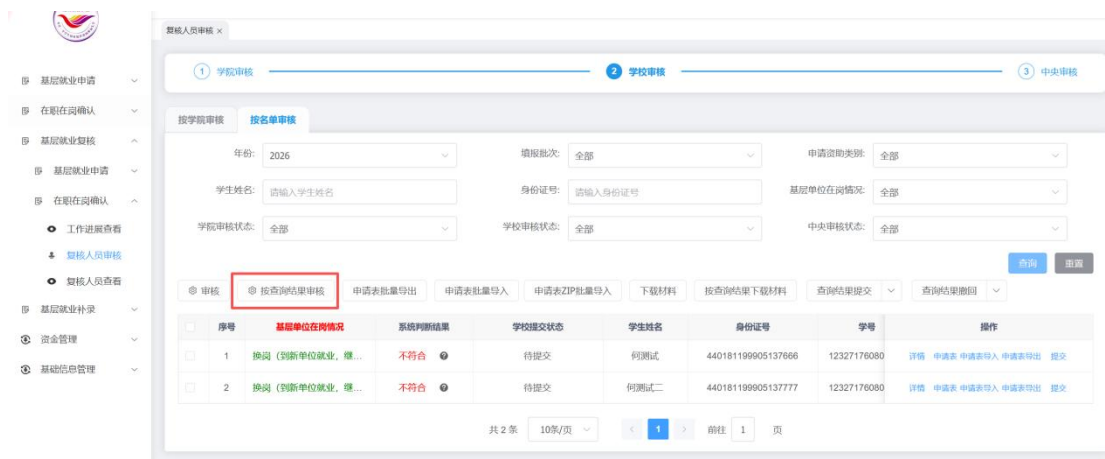 复核人员审核 ×
基层就业申请
在职在岗确认
基层就业复核
基层就业申请
在职在岗确认
工作进展查看
复核人员审核
复核人员查看
基层就业补录
资金管理
基础信息管理
1 学院审核 2 学校审核 3 中央审核
按学院审核 按名单审核
年份: 2026 填报批次: 全部 申请资助类别: 全部
学生姓名: 请输入学生姓名 身份证号: 请输入身份证号 基层单位在岗情况: 全部
学院审核状态: 全部 学校审核状态: 全部 中央审核状态: 全部
查询 重置
审核 按查询结果审核 申请表批量导出 申请表批量导入 申请表ZIP批量导入 下载材料 按查询结果下载材料 查询结果提交 查询结果撤回
序号 基层单位在岗情况 系统判断结果 学校提交状态 学生姓名 身份证号 学号 操作
1 换岗（到新单位就业，继... 不符合 待提交 何测试 440181199905137666 12327176080 详情 申请表 申请表导入 申请表导出 提交
2 换岗（到新单位就业，继... 不符合 待提交 何测试二 440181199905137777 12327176080 详情 申请表 申请表导入 申请表导出 提交
共 2 条 10条/页 1 前往 1 页